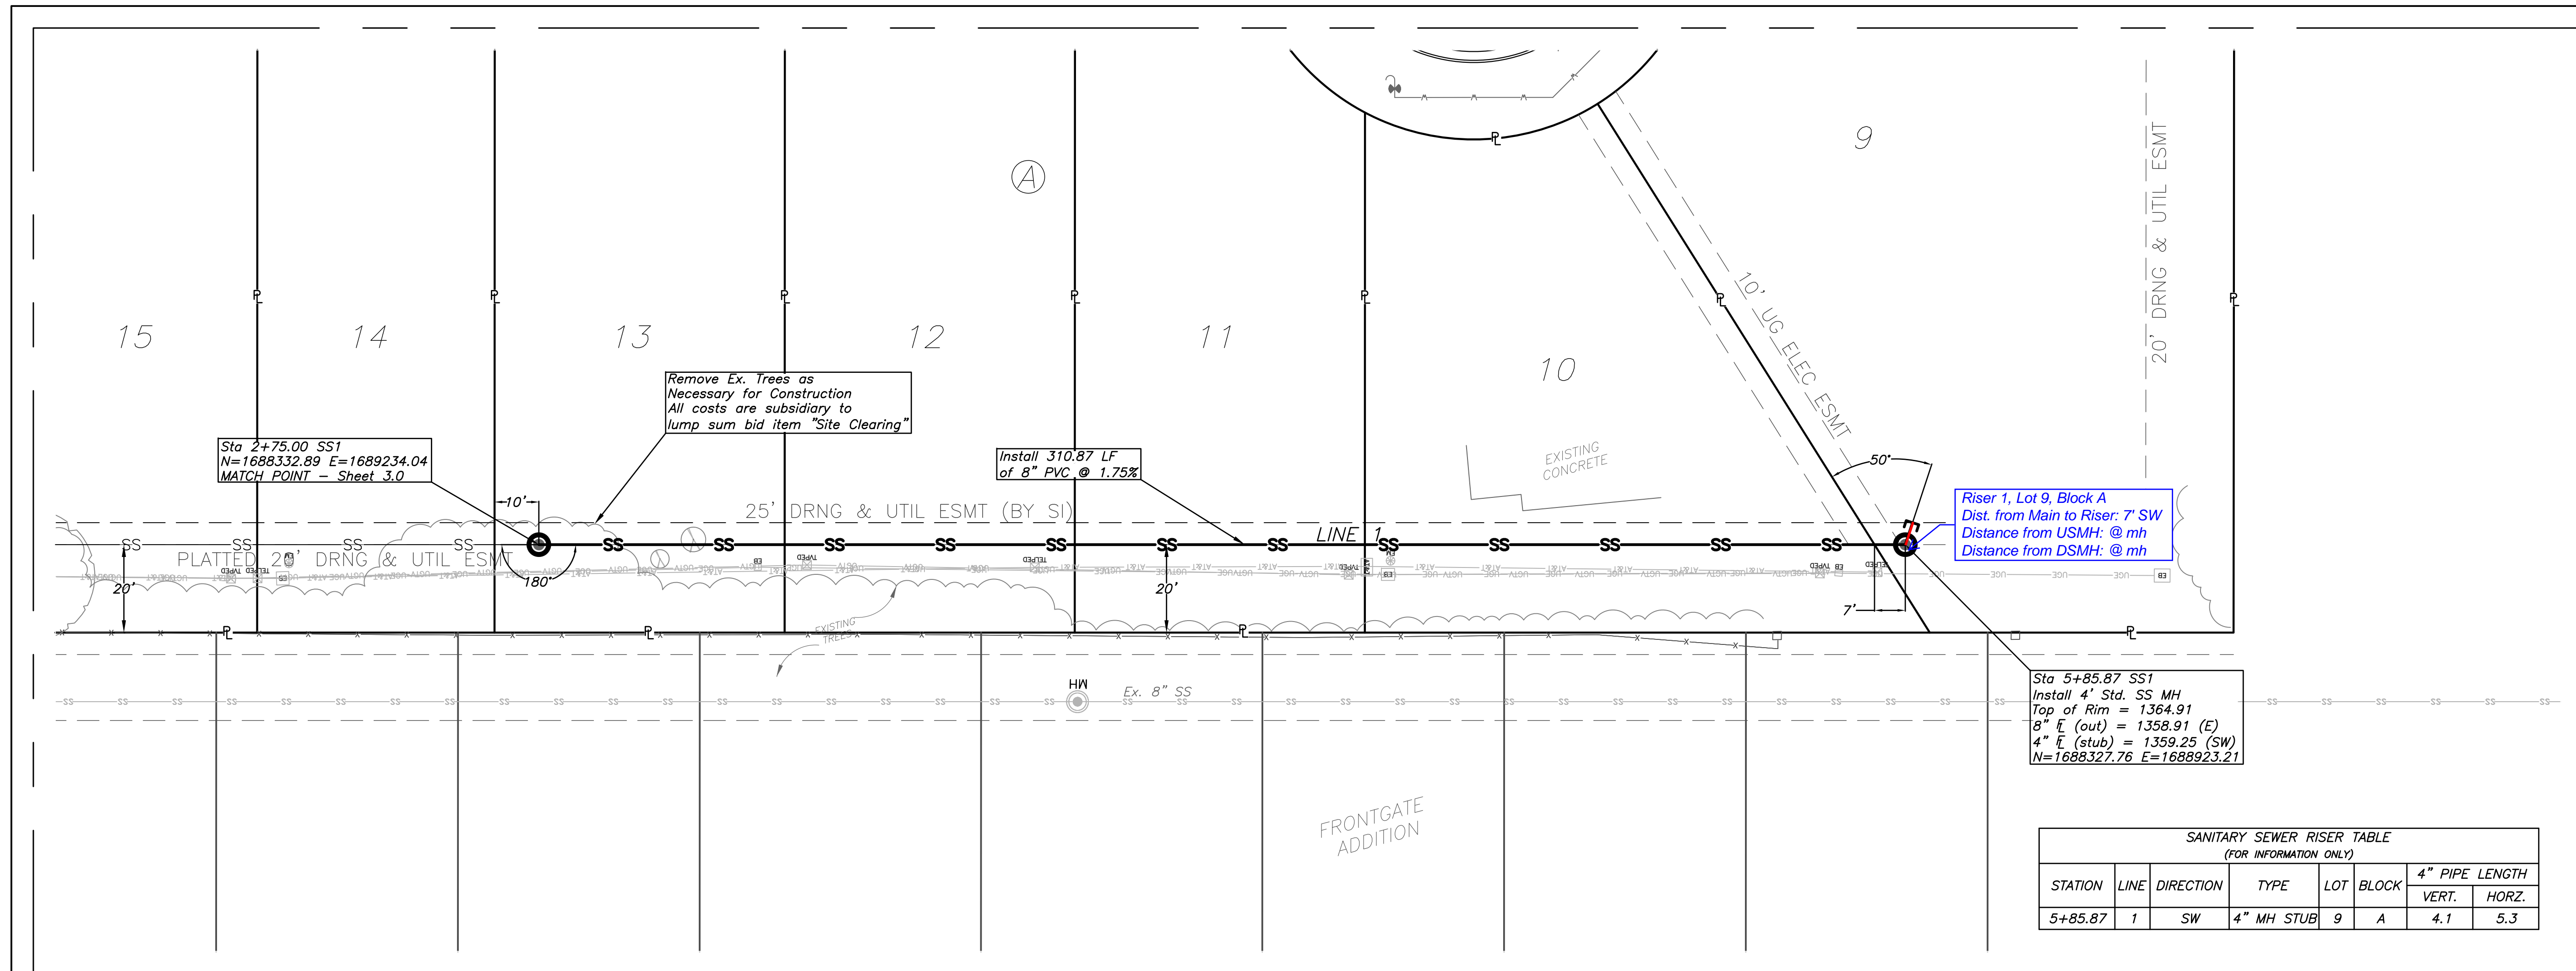 15
14
13
12
11
10
9
A
10' UG ELEC ESMT
20' DRNG & UTIL ESMT
Remove Ex. Trees as
Necessary for Construction
All costs are subsidiary to
lump sum bid item "Site Clearing"
Sta 2+75.00 SS1
N=1688332.89 E=1689234.04
MATCH POINT - Sheet 3.0
Install 310.87 LF
of 8" PVC @ 1.75%
EXISTING
CONCRETE
50°
Riser 1, Lot 9, Block A
Dist. from Main to Riser: 7' SW
Distance from USMH: @ mh
Distance from DSMH: @ mh
10'
25' DRNG & UTIL ESMT (BY SI)
LINE 1
PLATTED 20' DRNG & UTIL ESMT
180°
20'
20'
7'
EXISTING
TREES
MH
Ex. 8" SS
Sta 5+85.87 SS1
Install 4' Std. SS MH
Top of Rim = 1364.91
8" FL (out) = 1358.91 (E)
4" FL (stub) = 1359.25 (SW)
N=1688327.76 E=1688923.21
FRONTGATE
ADDITION
SANITARY SEWER RISER TABLE
(FOR INFORMATION ONLY)
STATION LINE DIRECTION TYPE LOT BLOCK 4" PIPE LENGTH
VERT. HORZ.
5+85.87 1 SW 4" MH STUB 9 A 4.1 5.3